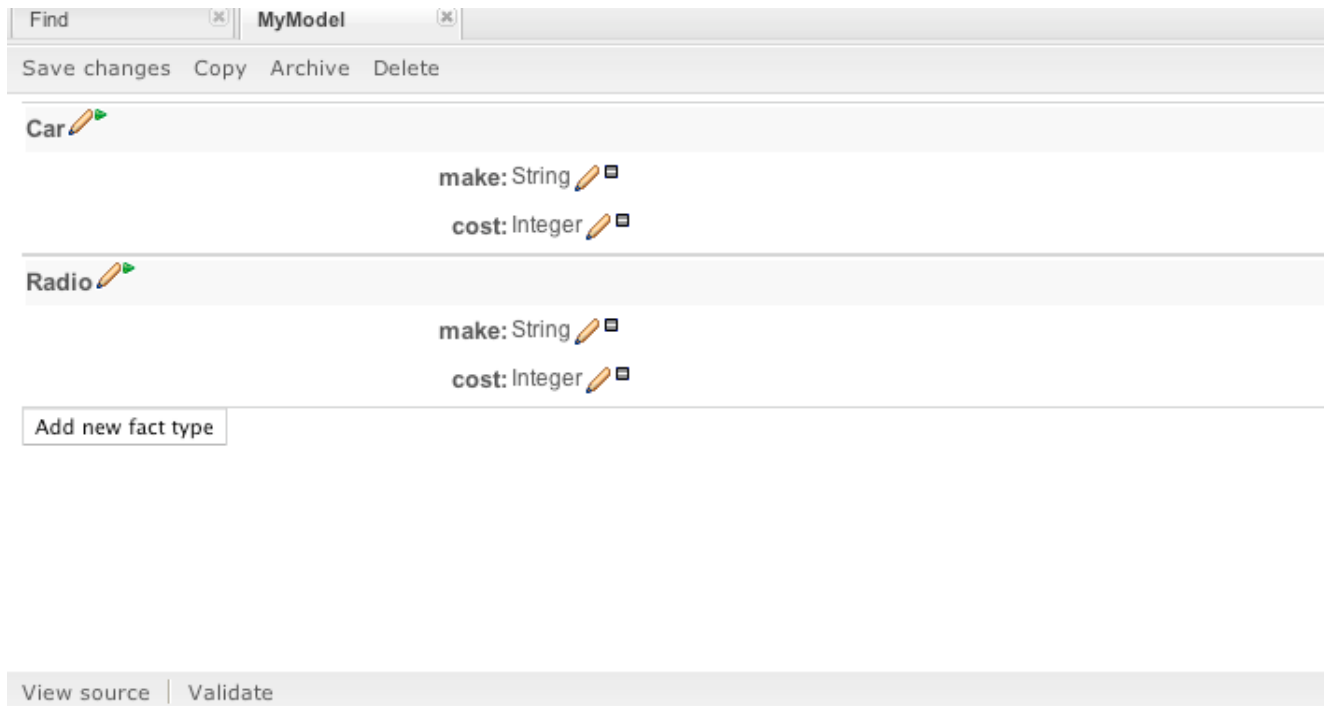 Find MyModel
Save changes Copy Archive Delete
Car
make: String
cost: Integer
Radio
make: String
cost: Integer
Add new fact type
View source Validate